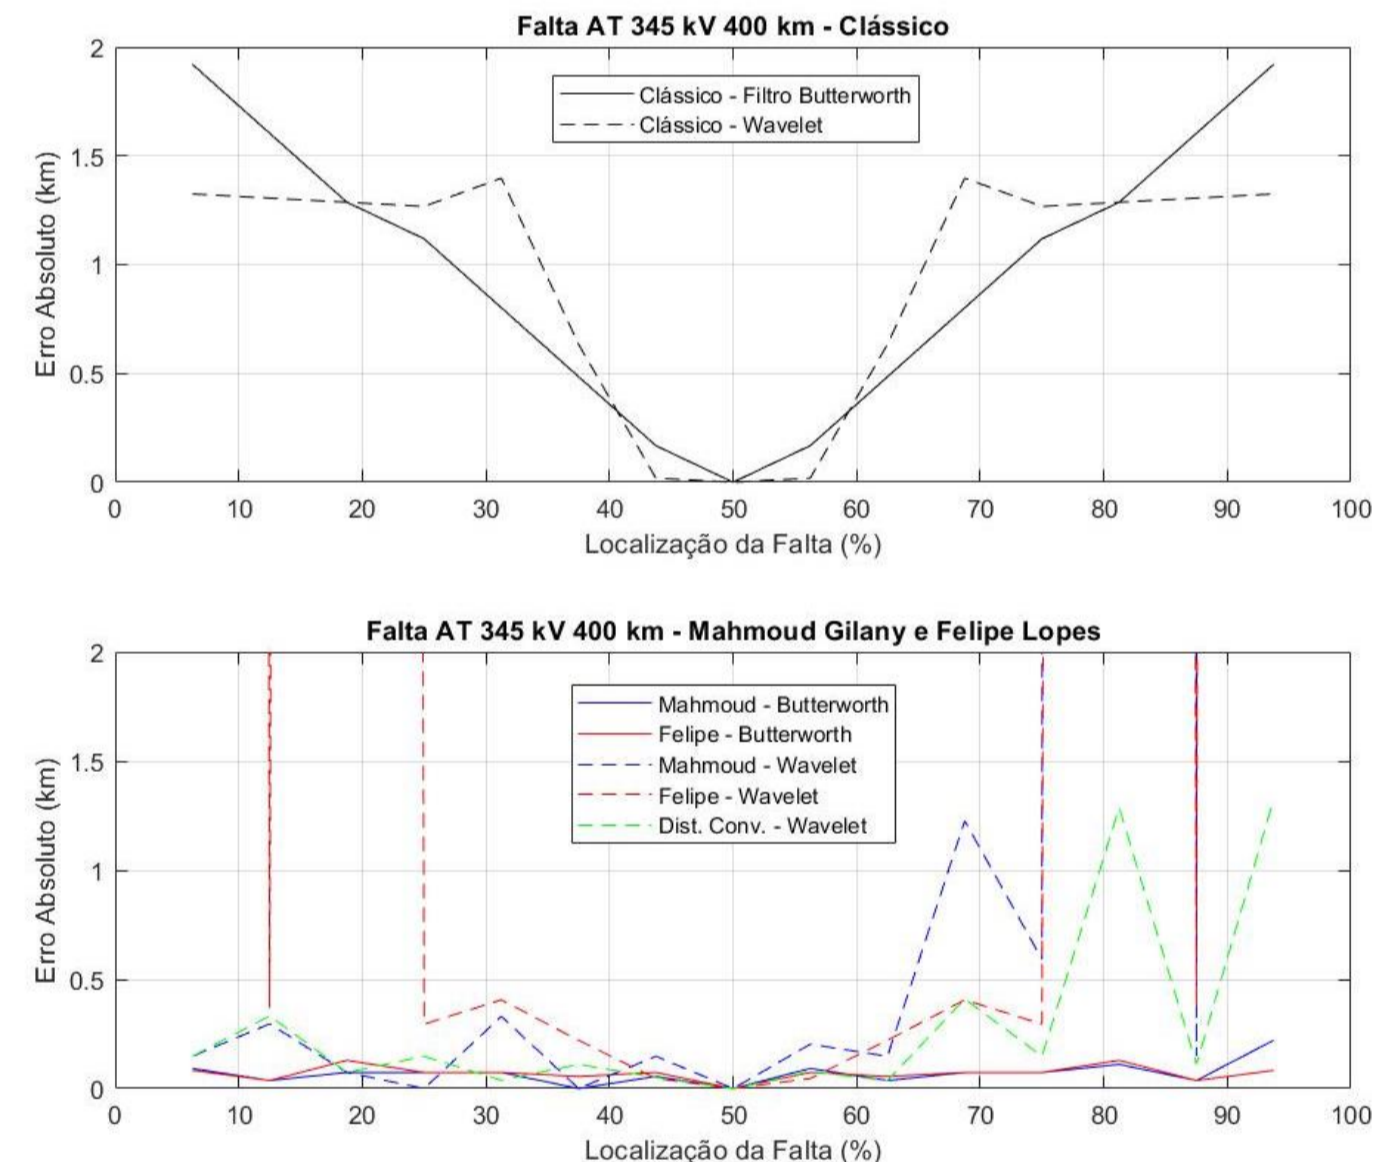 Falta AT 345 kV 400 km - Clássico
2
1.5
1
0.5
0
Erro Absoluto (km)
Clássico - Filtro Butterworth
Clássico - Wavelet
0 10 20 30 40 50 60 70 80 90 100
Localização da Falta (%)
Falta AT 345 kV 400 km - Mahmoud Gilany e Felipe Lopes
2
1.5
1
0.5
0
Erro Absoluto (km)
Mahmoud - Butterworth
Felipe - Butterworth
Mahmoud - Wavelet
Felipe - Wavelet
Dist. Conv. - Wavelet
0 10 20 30 40 50 60 70 80 90 100
Localização da Falta (%)